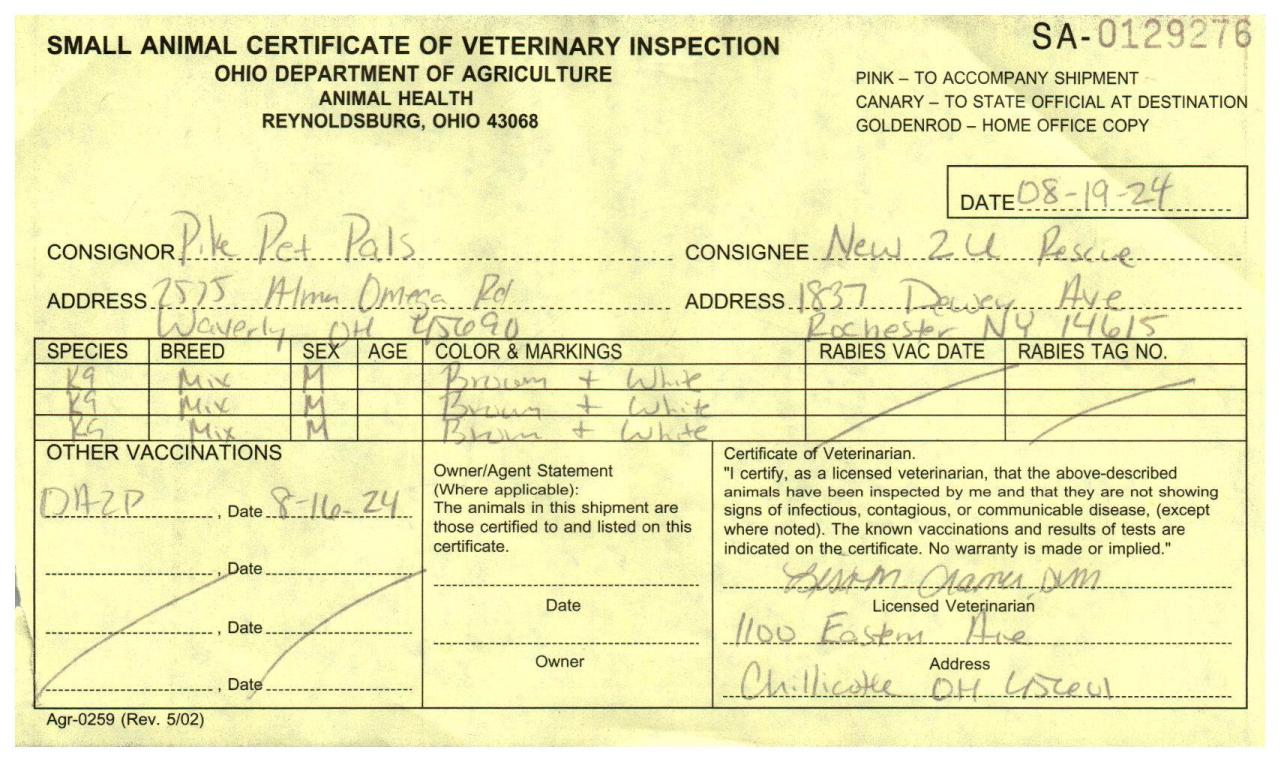 SMALL ANIMAL CERTIFICATE OF VETERINARY INSPECTION
OHIO DEPARTMENT OF AGRICULTURE
ANIMAL HEALTH
REYNOLDSBURG, OHIO 43068
SA-0129276
PINK – TO ACCOMPANY SHIPMENT
CANARY – TO STATE OFFICIAL AT DESTINATION
GOLDENROD – HOME OFFICE COPY
DATE 08-19-24
CONSIGNOR Pike Pet Pals
ADDRESS 2575 Alma Omega Rd
Waverly OH 45690
CONSIGNEE New 2 U Rescue
ADDRESS 1837 Dewey Ave
Rochester NY 14615
SPECIES BREED SEX AGE COLOR & MARKINGS RABIES VAC DATE RABIES TAG NO.
K9 Mix M Brown + White
K9 Mix M Brown + White
K9 Mix M Brown + White
OTHER VACCINATIONS
DA2P , Date 8-16-24
, Date
, Date
, Date
Owner/Agent Statement
(Where applicable):
The animals in this shipment are
those certified to and listed on this
certificate.
Date
Owner
Certificate of Veterinarian.
"I certify, as a licensed veterinarian, that the above-described
animals have been inspected by me and that they are not showing
signs of infectious, contagious, or communicable disease, (except
where noted). The known vaccinations and results of tests are
indicated on the certificate. No warranty is made or implied."
Cramer, DVM
Licensed Veterinarian
1100 Eastern Ave
Address
Chillicothe OH 45601
Agr-0259 (Rev. 5/02)